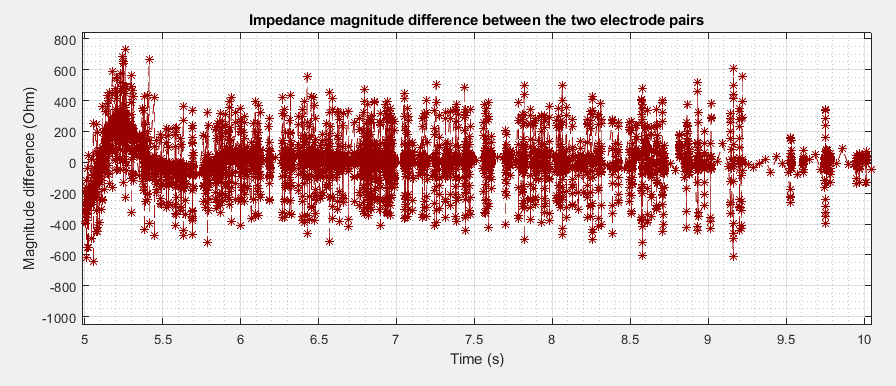 Impedance magnitude difference between the two electrode pairs
800
600
400
200
0
-200
-400
-600
-800
-1000
Magnitude difference (Ohm)
5 5.5 6 6.5 7 7.5 8 8.5 9 9.5 10
Time (s)